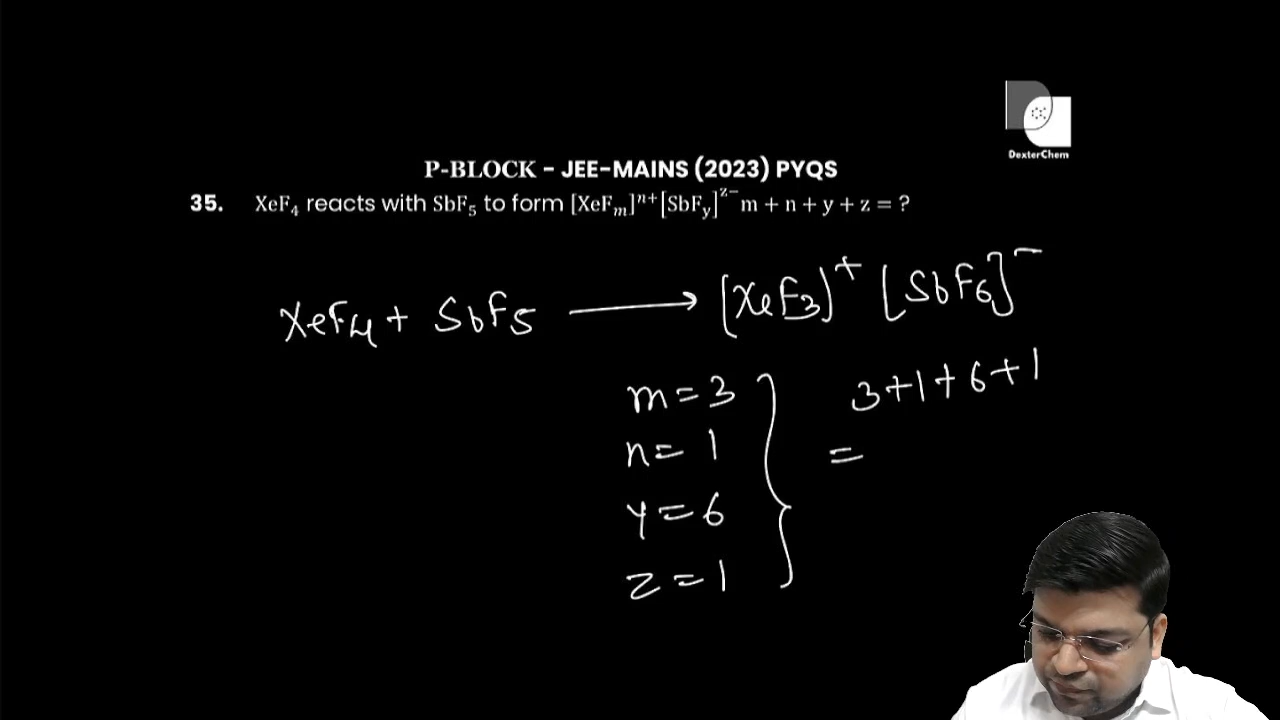 DexterChem
P-BLOCK - JEE-MAINS (2023) PYQS
35. XeF₄ reacts with SbF₅ to form [XeFₘ]ⁿ⁺[SbF_y]ᶻ⁻ m + n + y + z = ?
XeF₄ + SbF₅ ⟶ [XeF₃)⁺ [SbF₆]⁻
m = 3
3+1+6+1
n = 1
=
y = 6
z = 1